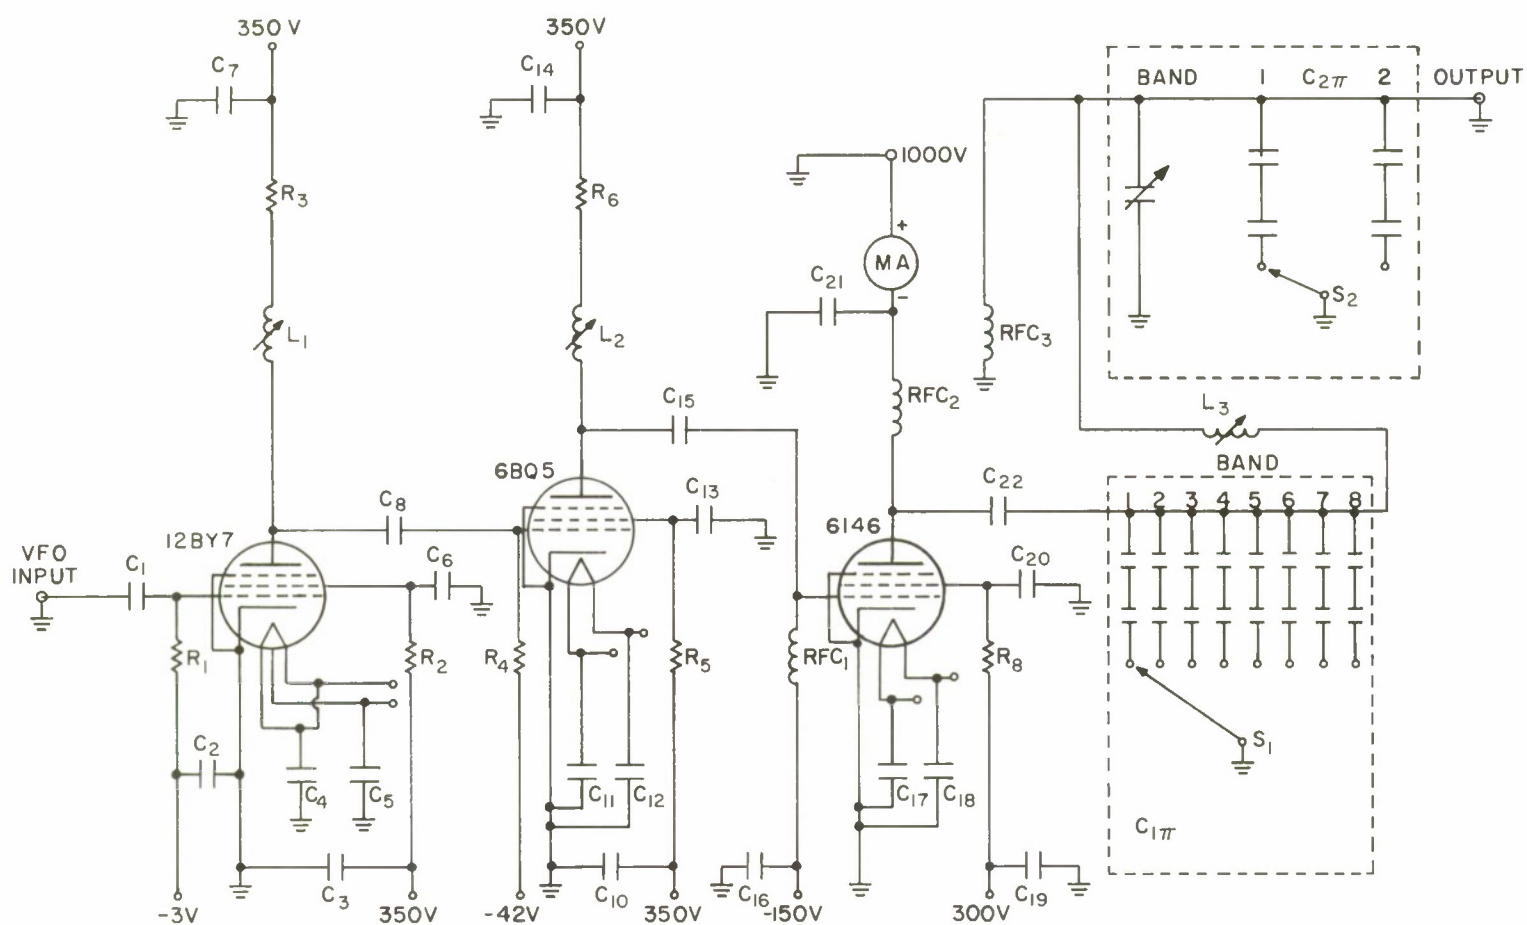 350V
350V
C7
C14
BAND
1
C2π
2
OUTPUT
1000V
R3
R6
+
MA
-
C21
S2
L1
L2
RFC3
RFC2
C15
L3
BAND
6BQ5
C13
C22
1 2 3 4 5 6 7 8
C8
12BY7
6146
VFO
INPUT
C1
C6
C20
R1
R2
R4
R5
RFC1
R8
C2
S1
C4
C5
C11
C12
C17
C18
C1π
C3
C10
C16
C19
-3V
350V
-42V
350V
-150V
300V